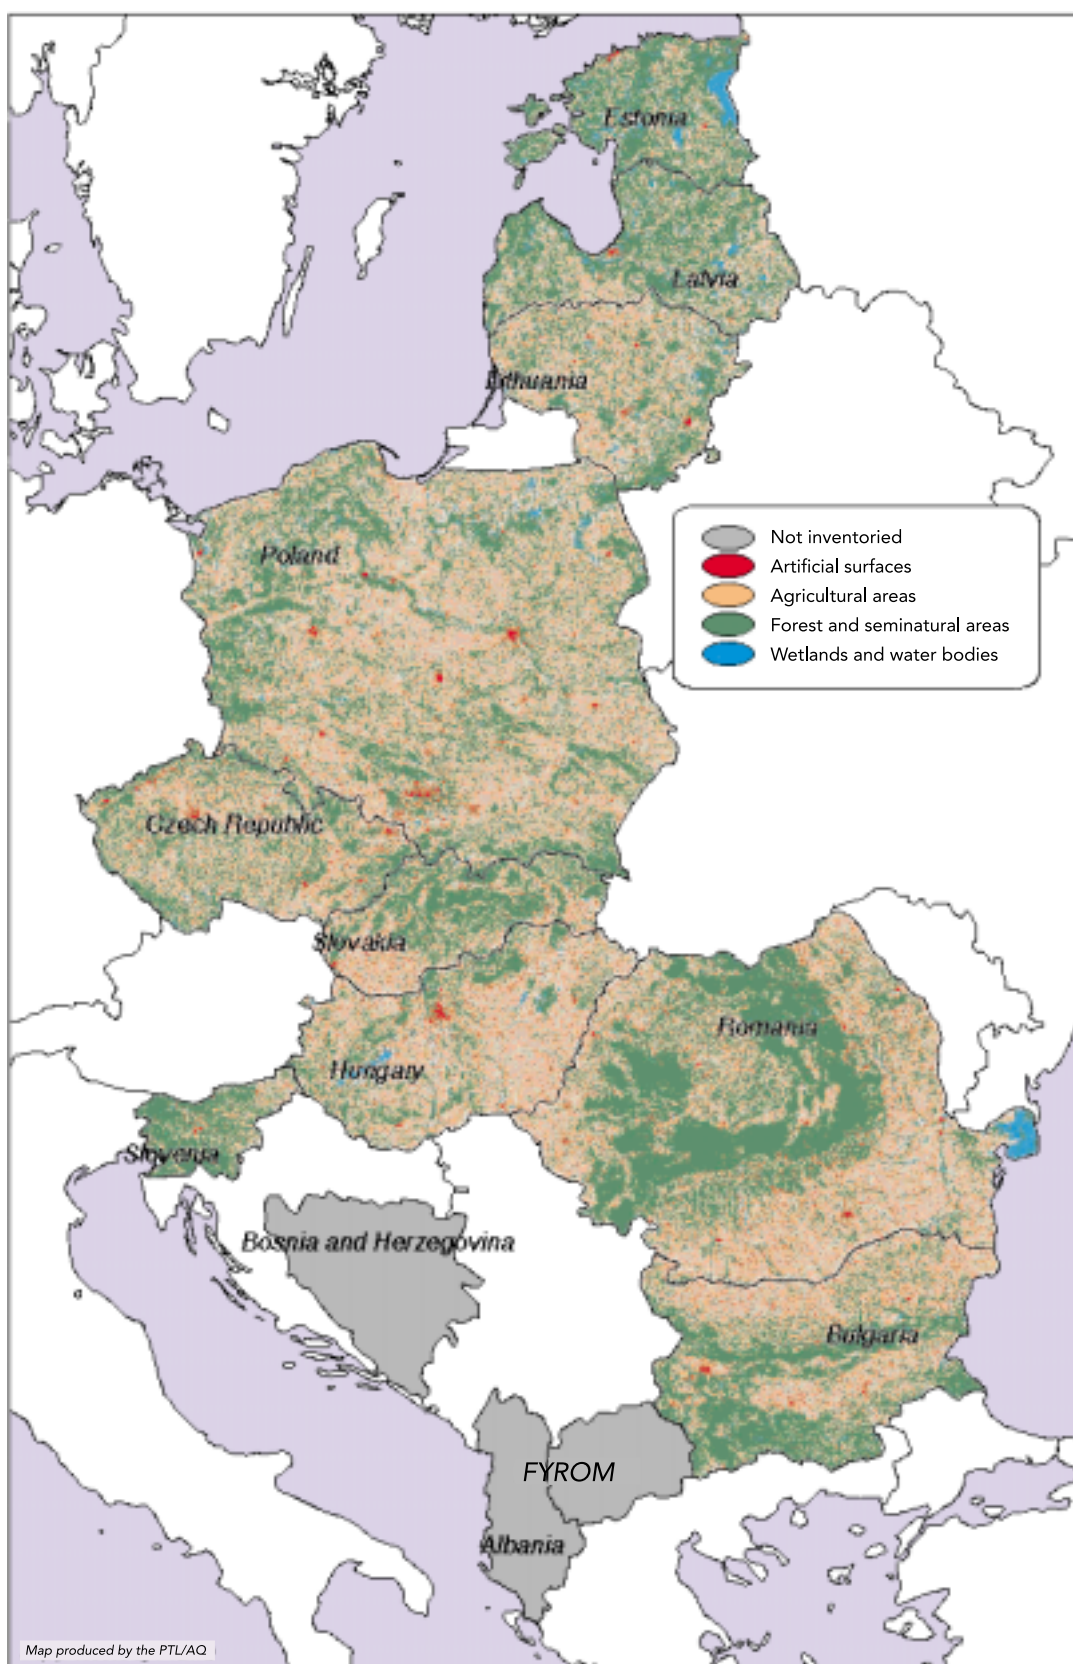 Estonia
Latvia
Lithuania
Poland
Not inventoried
Artificial surfaces
Agricultural areas
Forest and seminatural areas
Wetlands and water bodies
Czech Republic
Slovakia
Romania
Hungary
Slovenia
Bosnia and Herzegovina
Bulgaria
FYROM
Albania
Map produced by the PTL/AQ